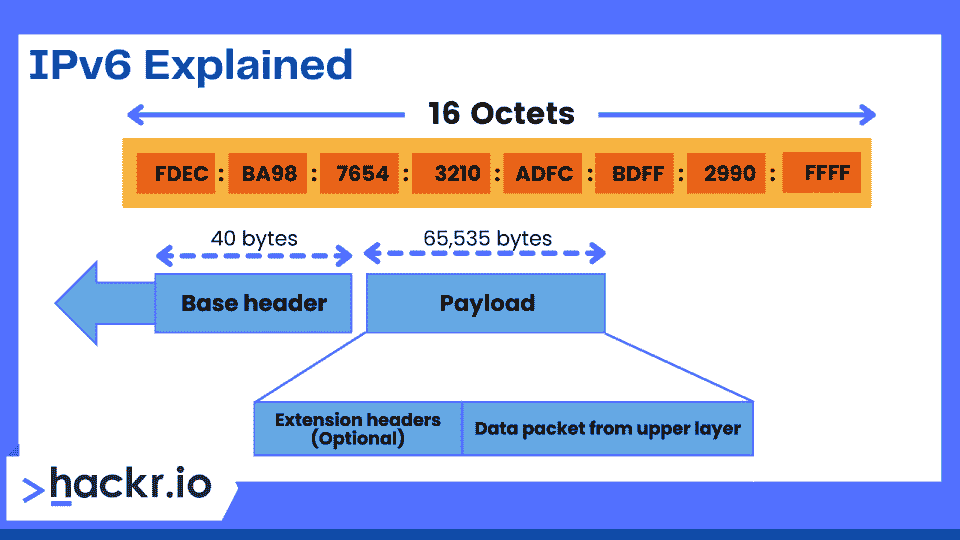 IPv6 Explained
16 Octets
FDEC : BA98 : 7654 : 3210 : ADFC : BDFF : 2990 : FFFF
40 bytes
65,535 bytes
Base header
Payload
Extension headers
(Optional)
Data packet from upper layer
>hackr.io